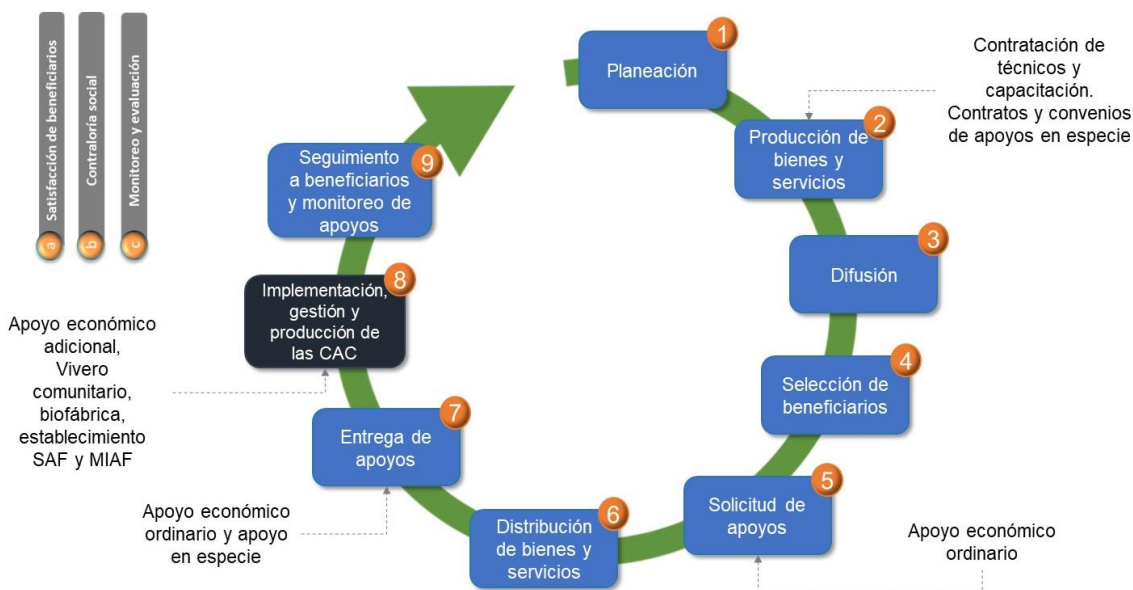 Satisfacción de beneficiarios
a
Contraloría social
b
Monitoreo y evaluación
c
1
Planeación
2
Producción de
bienes y
servicios
Contratación de
técnicos y
capacitación.
Contratos y convenios
de apoyos en especie
3
Difusión
4
Selección de
beneficiarios
5
Solicitud de
apoyos
Apoyo económico
ordinario
6
Distribución
de bienes y
servicios
7
Entrega de
apoyos
Apoyo económico
ordinario y apoyo
en especie
8
Implementación,
gestión y
producción de
las CAC
Apoyo económico
adicional,
Vivero
comunitario,
biofábrica,
establecimiento
SAF y MIAF
9
Seguimiento
a beneficiarios
y monitoreo de
apoyos